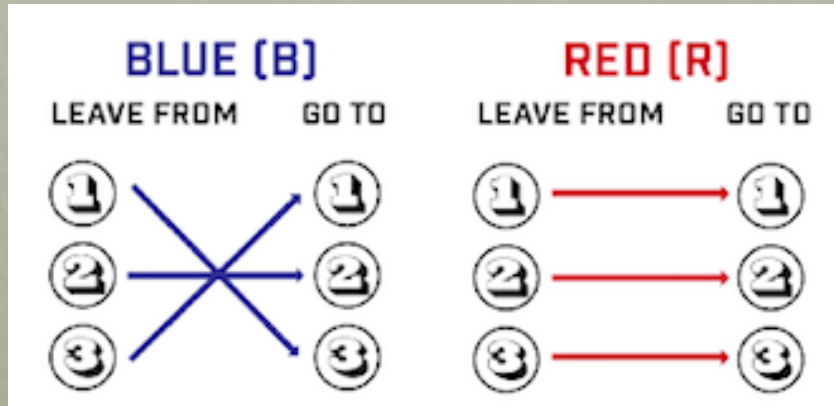 BLUE (B)
LEAVE FROM GO TO
1 1
2 2
3 3
RED (R)
LEAVE FROM GO TO
1 1
2 2
3 3